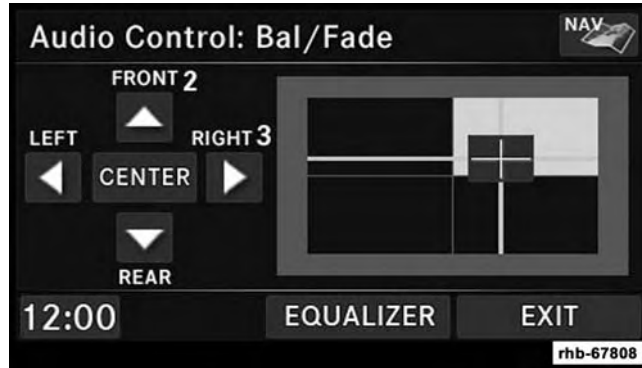 Audio Control: Bal/Fade
NAV
FRONT 2
LEFT
RIGHT 3
CENTER
REAR
12:00
EQUALIZER
EXIT
rhb-67808